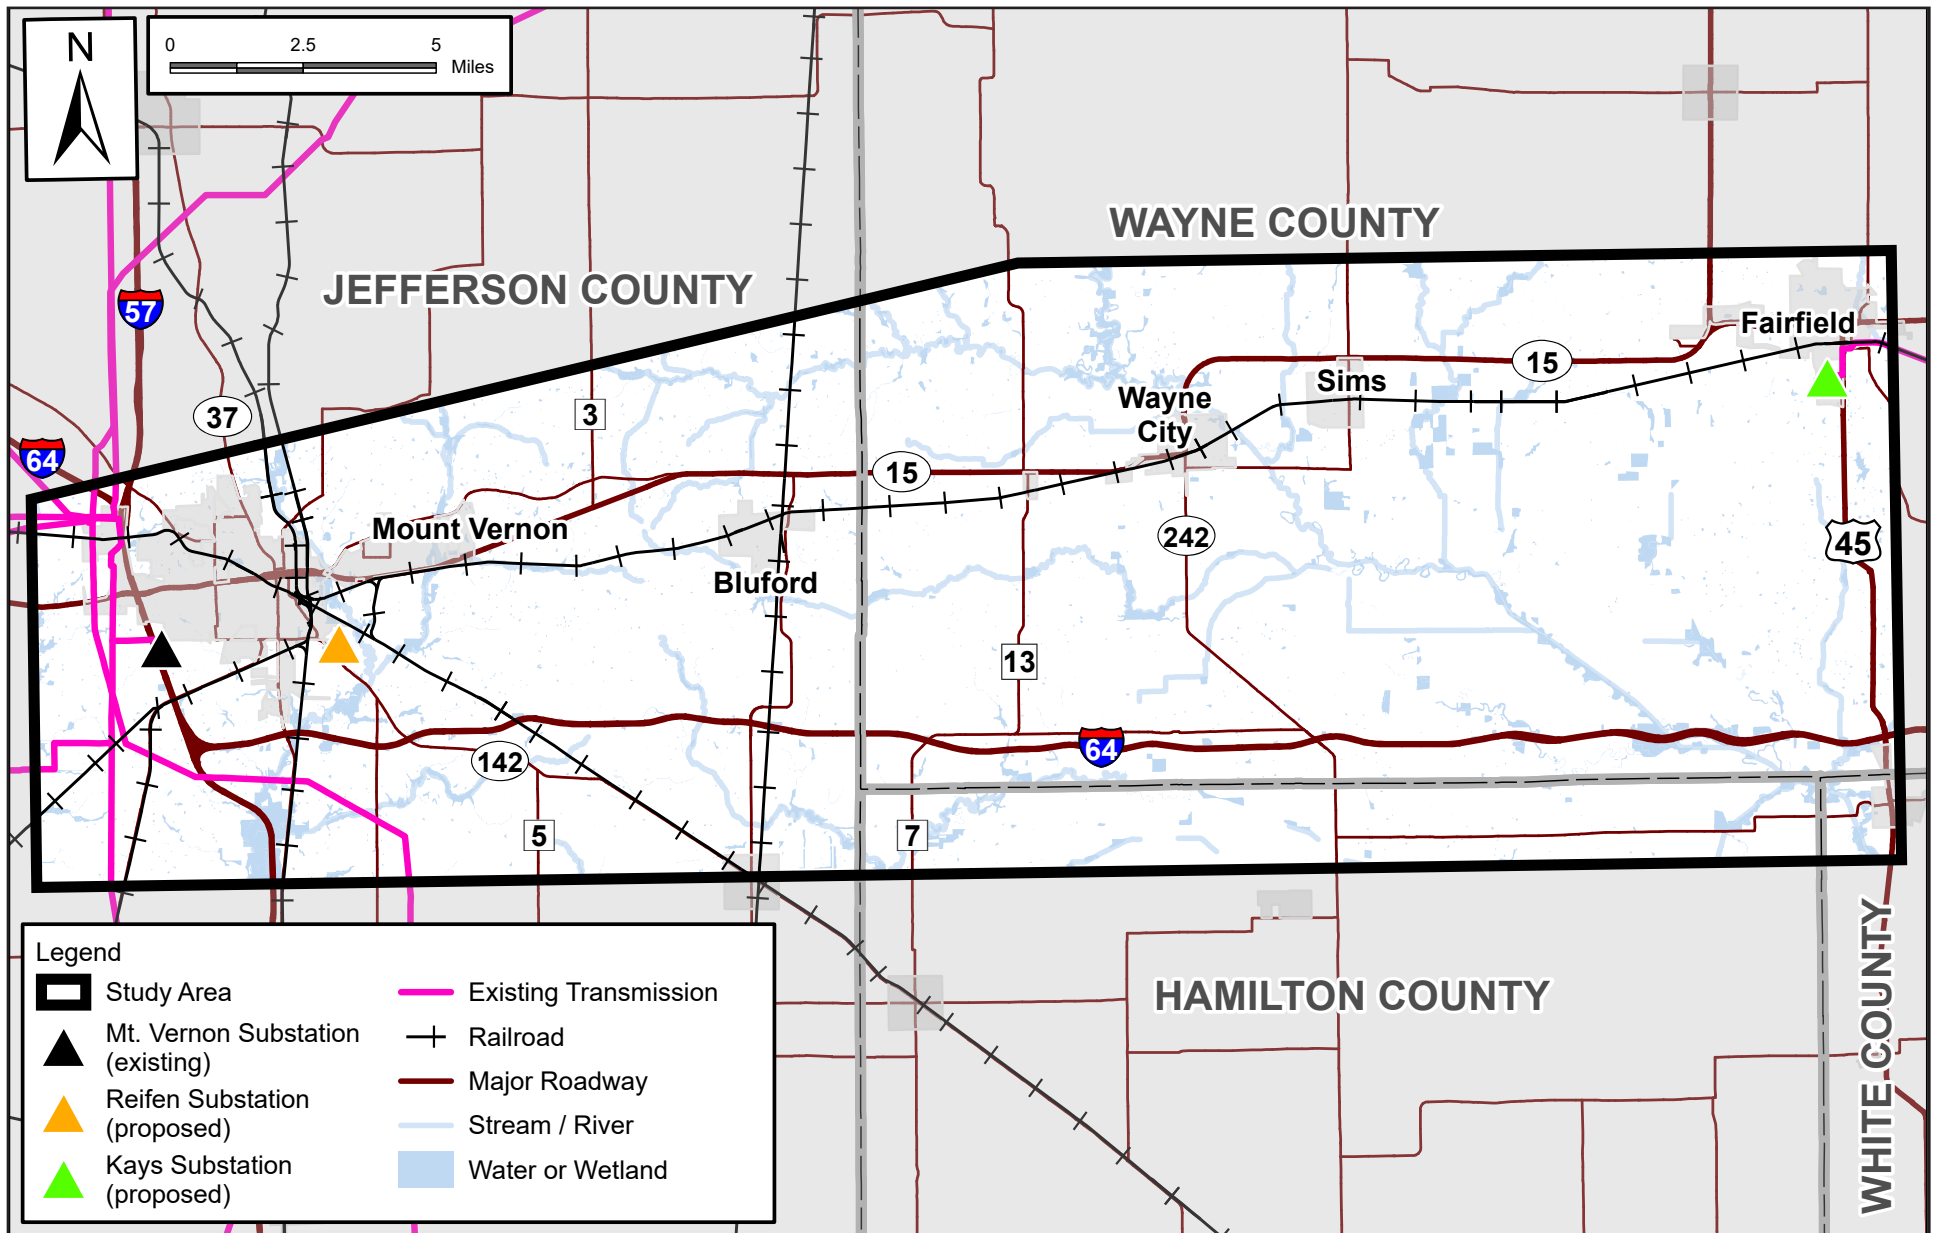 N
0 2.5 5
Miles
WAYNE COUNTY
JEFFERSON COUNTY
57
Fairfield
15
Sims
Wayne
City
37
3
64
15
Mount Vernon
242
45
Bluford
13
64
142
5
7
Legend
Study Area
Mt. Vernon Substation
(existing)
Reifen Substation
(proposed)
Kays Substation
(proposed)
Existing Transmission
Railroad
Major Roadway
Stream / River
Water or Wetland
HAMILTON COUNTY
WHITE COUNTY